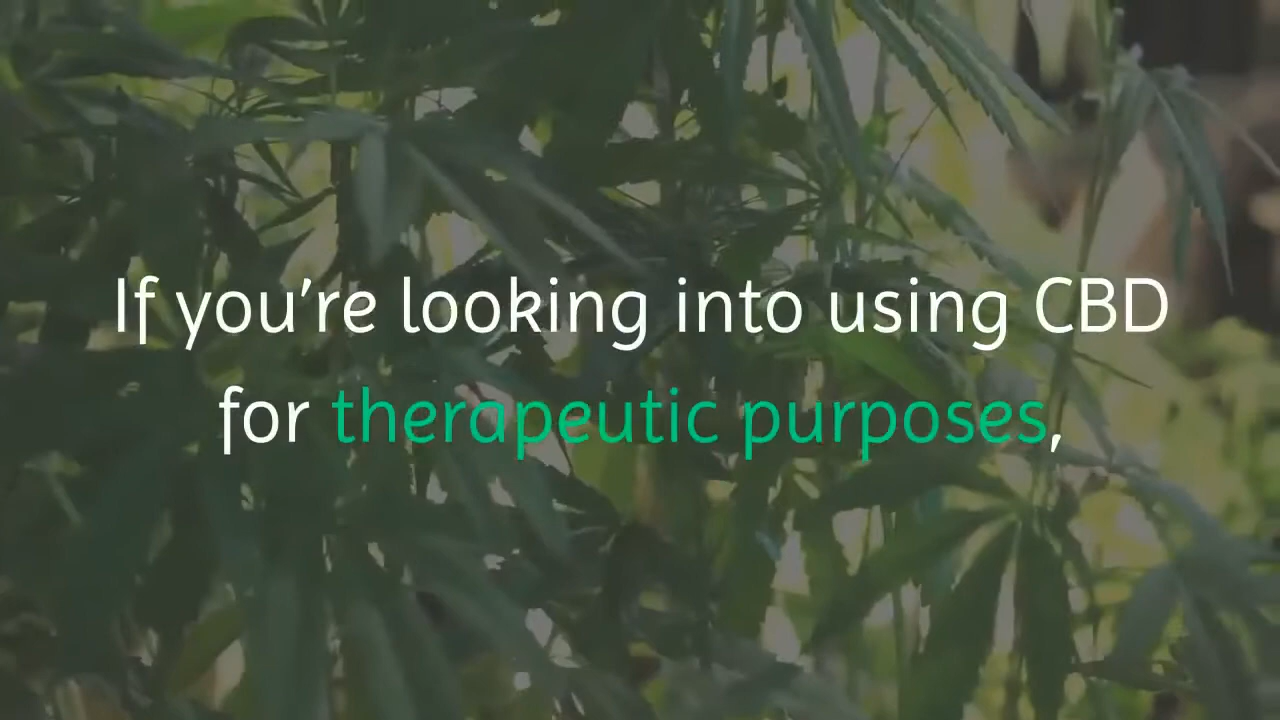 If you’re looking into using CBD
for therapeutic purposes,